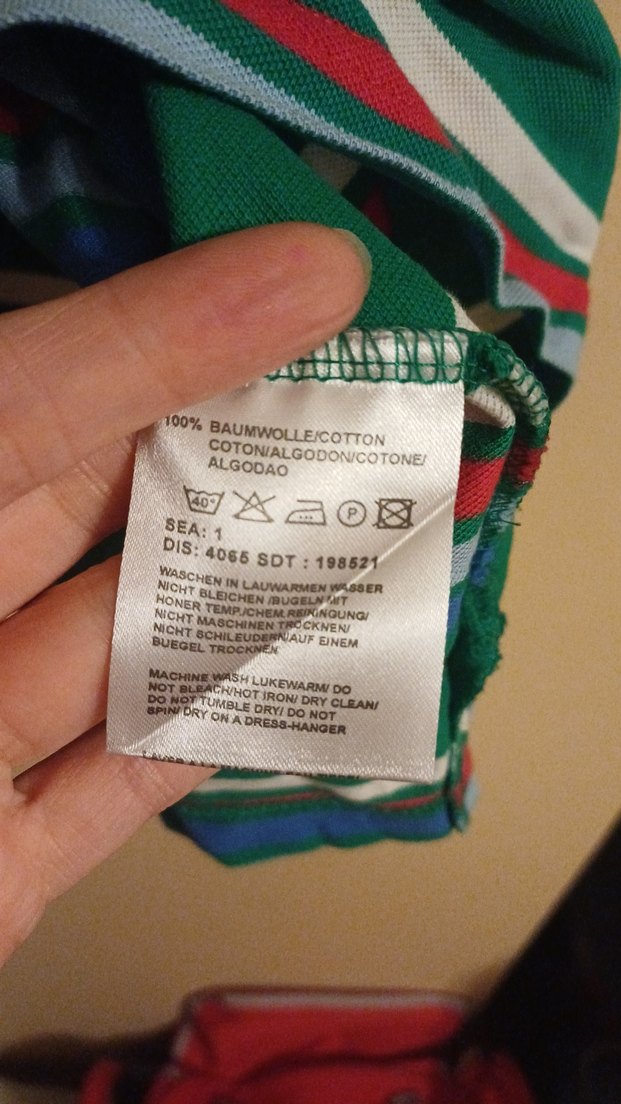 100% BAUMWOLLE/COTTON
COTON/ALGODON/COTONE/
ALGODAO
40°
P
SEA: 1
DIS: 4065 SDT : 198521
WASCHEN IN LAUWARMEN WASSER
NICHT BLEICHEN /BUGELN MIT
HONER TEMP./CHEM.REINIGUNG/
NICHT MASCHINEN TROCKNEN/
NICHT SCHLEUDERN/AUF EINEM
BUEGEL TROCKNEN
MACHINE WASH LUKEWARM/ DO
NOT BLEACH/HOT IRON/ DRY CLEAN/
DO NOT TUMBLE DRY/ DO NOT
SPIN/ DRY ON A DRESS-HANGER